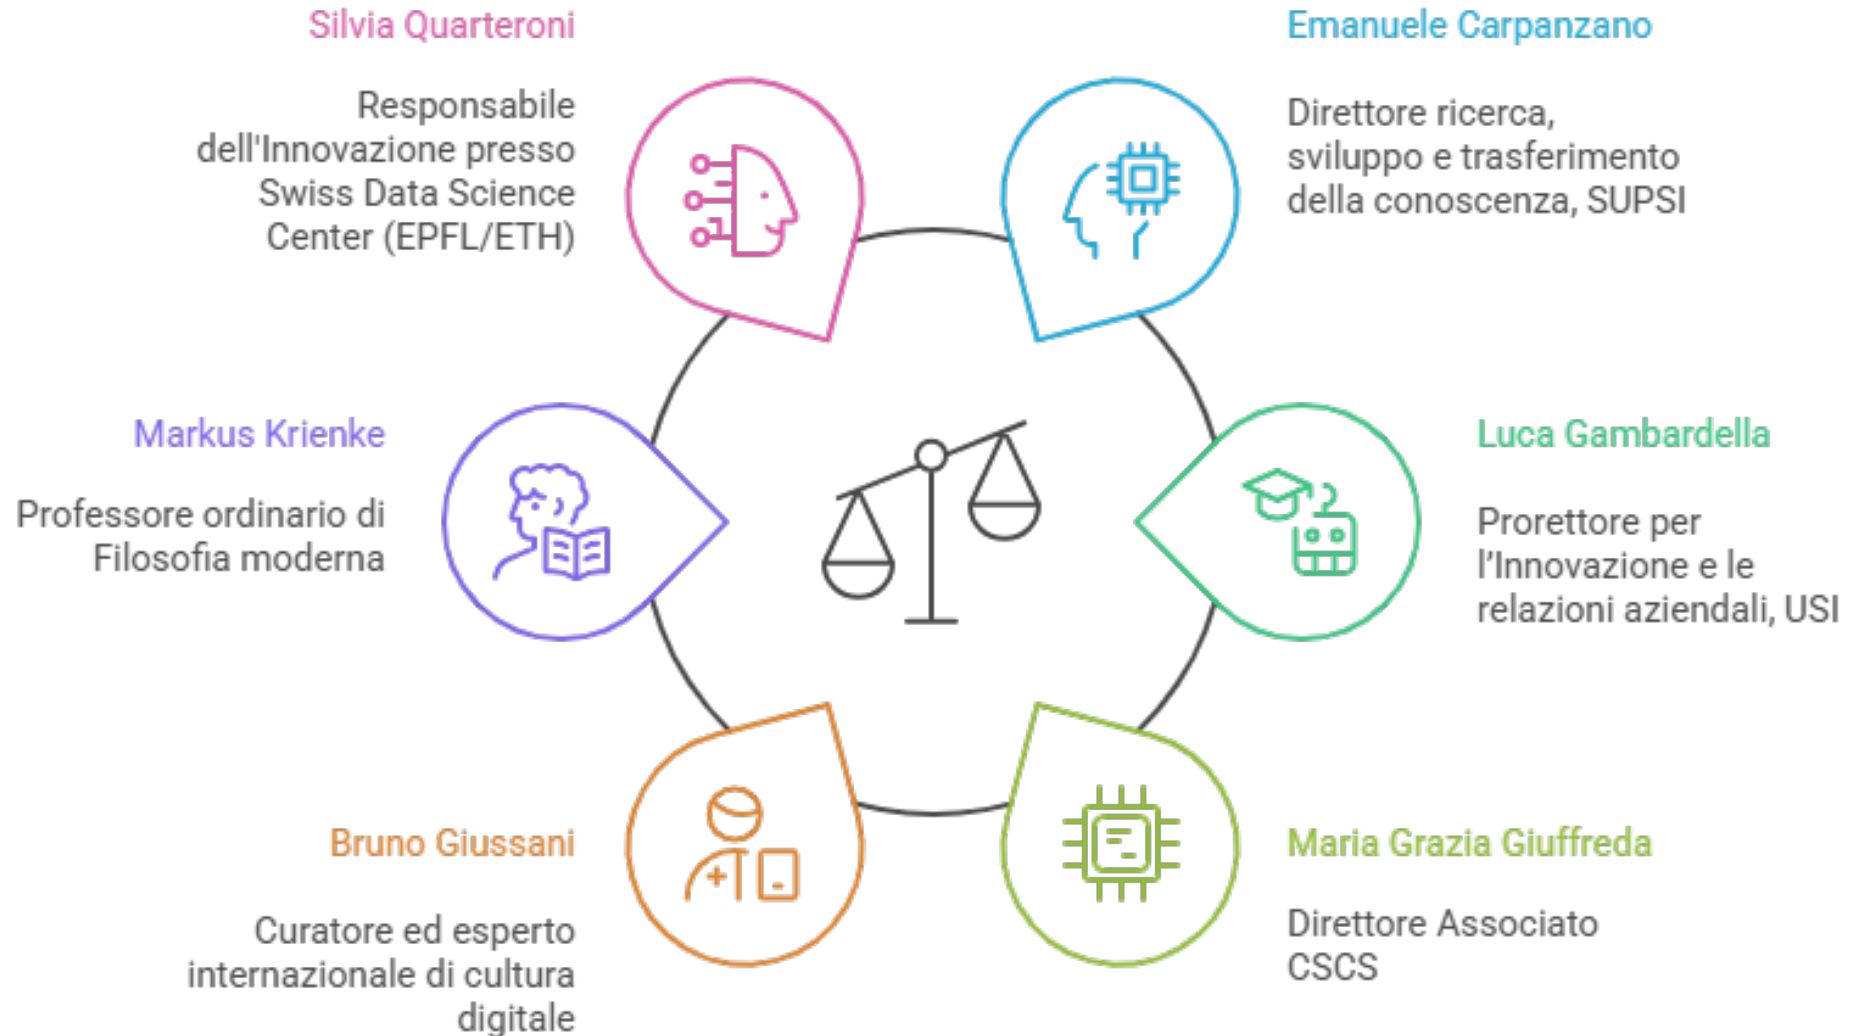 Silvia Quarteroni
Responsabile
dell'Innovazione presso
Swiss Data Science
Center (EPFL/ETH)
Emanuele Carpanzano
Direttore ricerca,
sviluppo e trasferimento
della conoscenza, SUPSI
Markus Krienke
Professore ordinario di
Filosofia moderna
Luca Gambardella
Prorettore per
l'Innovazione e le
relazioni aziendali, USI
Bruno Giussani
Curatore ed esperto
internazionale di cultura
digitale
Maria Grazia Giuffreda
Direttore Associato
CSCS